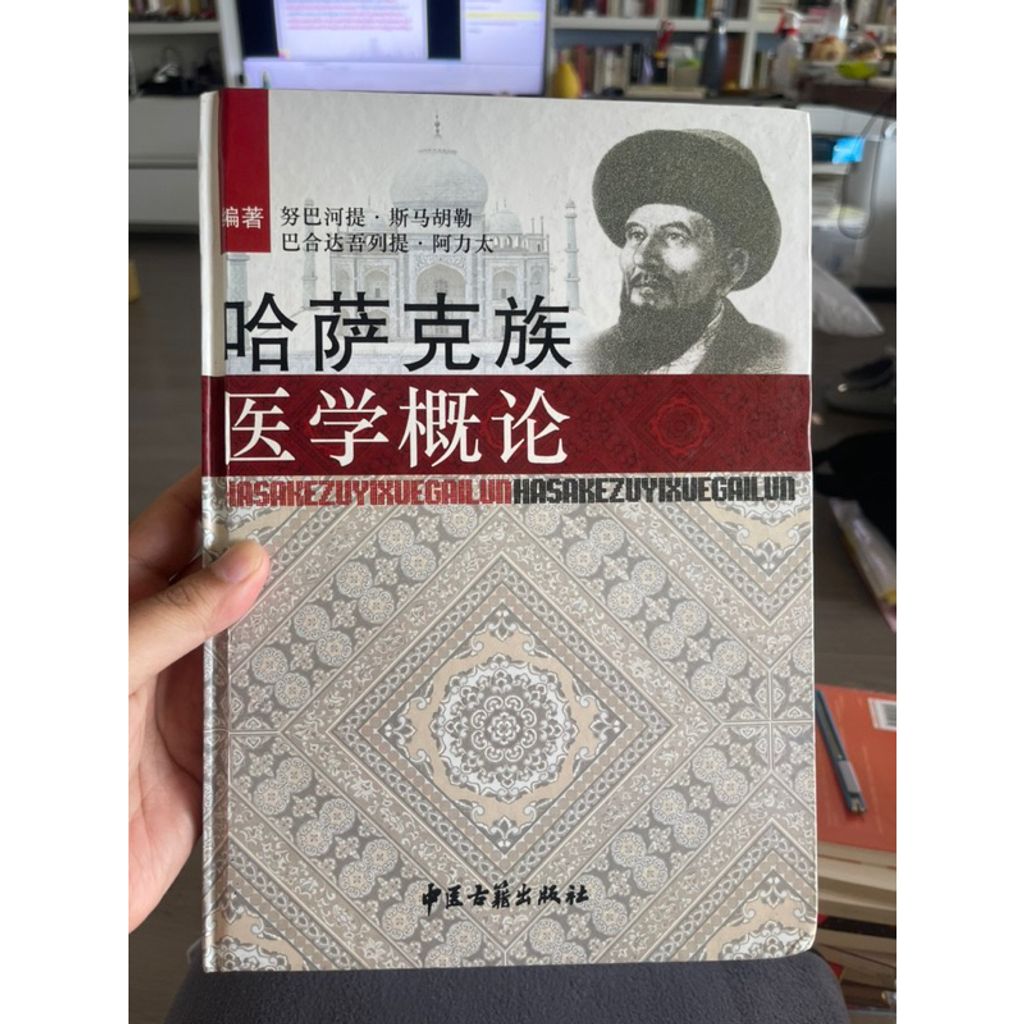 编著
努巴河提·斯马胡勒
巴合达吾列提·阿力太
哈萨克族
医学概论
HASAKEZUYIXUEGAILUNHASAKEZUYIXUEGAILUN
中医古籍出版社